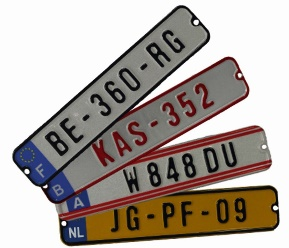 F BE-360-RG
B KAS-352
A W 848 DU
NL JG-PF-09